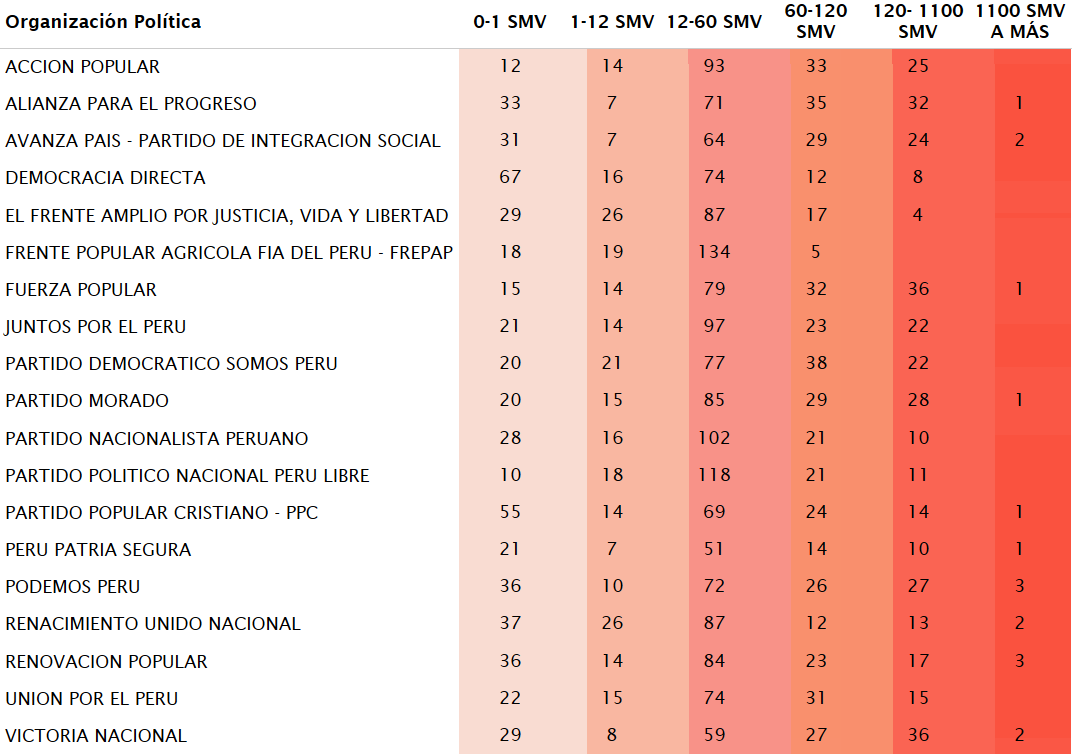 Organización Política 0-1 SMV 1-12 SMV 12-60 SMV 60-120 SMV 120- 1100 SMV 1100 SMV A MÁS
ACCION POPULAR 12 14 93 33 25
ALIANZA PARA EL PROGRESO 33 7 71 35 32 1
AVANZA PAIS - PARTIDO DE INTEGRACION SOCIAL 31 7 64 29 24 2
DEMOCRACIA DIRECTA 67 16 74 12 8
EL FRENTE AMPLIO POR JUSTICIA, VIDA Y LIBERTAD 29 26 87 17 4
FRENTE POPULAR AGRICOLA FIA DEL PERU - FREPAP 18 19 134 5
FUERZA POPULAR 15 14 79 32 36 1
JUNTOS POR EL PERU 21 14 97 23 22
PARTIDO DEMOCRATICO SOMOS PERU 20 21 77 38 22
PARTIDO MORADO 20 15 85 29 28 1
PARTIDO NACIONALISTA PERUANO 28 16 102 21 10
PARTIDO POLITICO NACIONAL PERU LIBRE 10 18 118 21 11
PARTIDO POPULAR CRISTIANO - PPC 55 14 69 24 14 1
PERU PATRIA SEGURA 21 7 51 14 10 1
PODEMOS PERU 36 10 72 26 27 3
RENACIMIENTO UNIDO NACIONAL 37 26 87 12 13 2
RENOVACION POPULAR 36 14 84 23 17 3
UNION POR EL PERU 22 15 74 31 15
VICTORIA NACIONAL 29 8 59 27 36 2